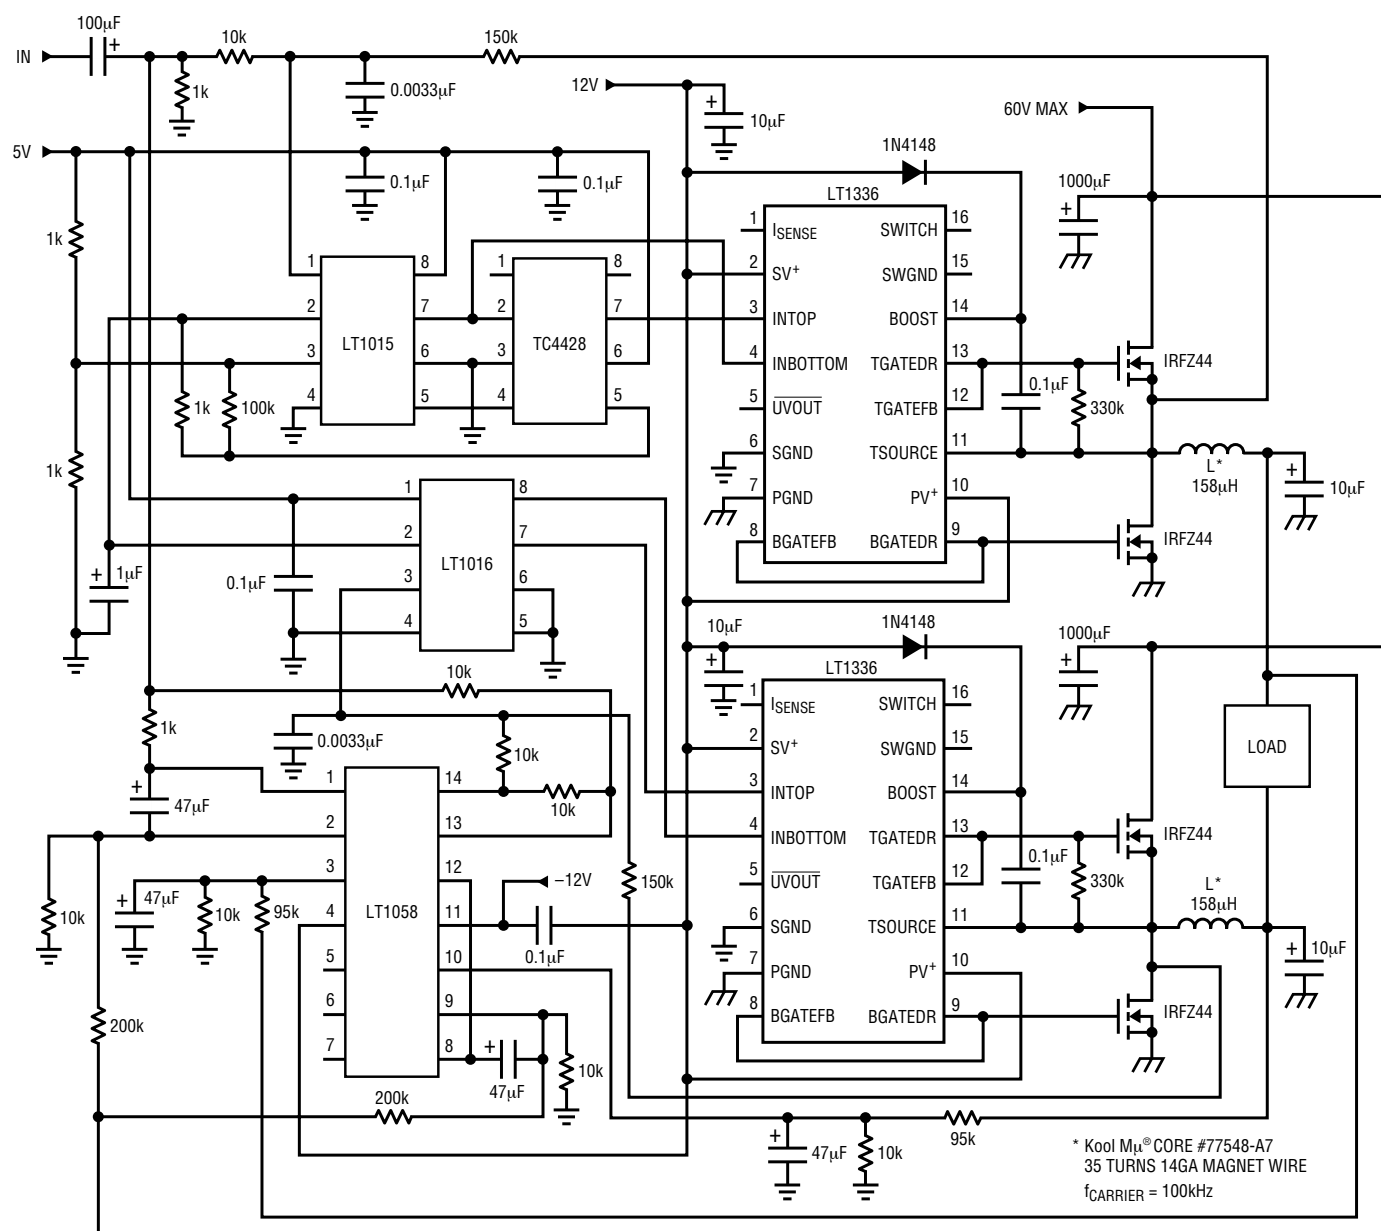 100μF
IN
10k
150k
1k
0.0033μF
12V
10μF
60V MAX
5V
1N4148
0.1μF
0.1μF
1000μF
LT1336
1k
1 ISENSE SWITCH 16
2 SV+ SWGND 15
3 INTOP BOOST 14
4 INBOTTOM TGATEDR 13
5 UVOUT TGATEFB 12
6 SGND TSOURCE 11
7 PGND PV+ 10
8 BGATEFB BGATEDR 9
1 8
2 7
3 6
4 5
LT1015
1 8
2 7
3 6
4 5
TC4428
IRFZ44
0.1μF
330k
1k
100k
1k
L*
158μH
10μF
IRFZ44
1 8
2 7
3 6
4 5
LT1016
1μF
0.1μF
10μF
1N4148
1000μF
LT1336
10k
1k
0.0033μF
10k
10k
47μF
1 ISENSE SWITCH 16
2 SV+ SWGND 15
3 INTOP BOOST 14
4 INBOTTOM TGATEDR 13
5 UVOUT TGATEFB 12
6 SGND TSOURCE 11
7 PGND PV+ 10
8 BGATEFB BGATEDR 9
LOAD
IRFZ44
0.1μF
330k
1 14
2 13
3 12
4 11
5 10
6 9
7 8
LT1058
–12V
150k
47μF
10k
10k
95k
0.1μF
L*
158μH
10μF
IRFZ44
200k
47μF
10k
200k
95k
47μF
10k
* Kool Mμ® CORE #77548-A7
35 TURNS 14GA MAGNET WIRE
fCARRIER = 100kHz